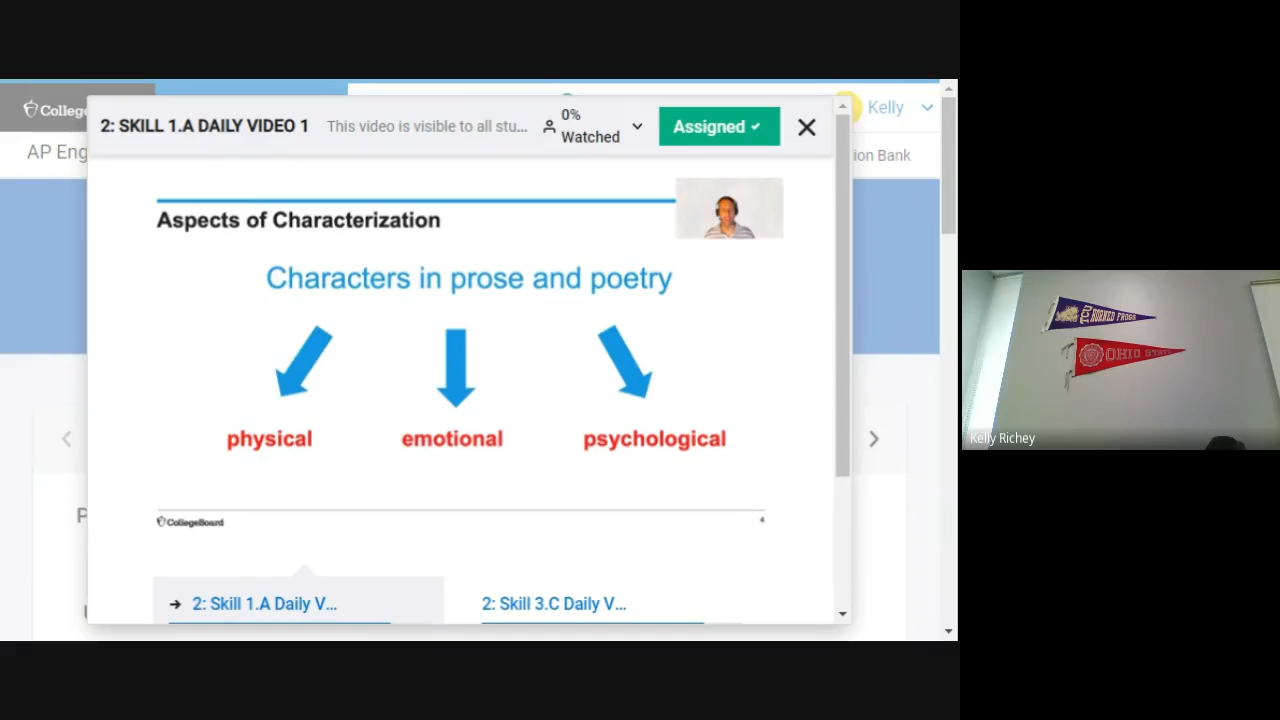 College
2: SKILL 1.A DAILY VIDEO 1
This video is visible to all stu...
0%
Watched
Assigned
Kelly
AP Eng
ion Bank
Aspects of Characterization
Characters in prose and poetry
physical
emotional
psychological
CollegeBoard
4
P
2: Skill 1.A Daily V...
2: Skill 3.C Daily V...
TCU HORNED FROGS
OHIO STATE
Kelly Richey